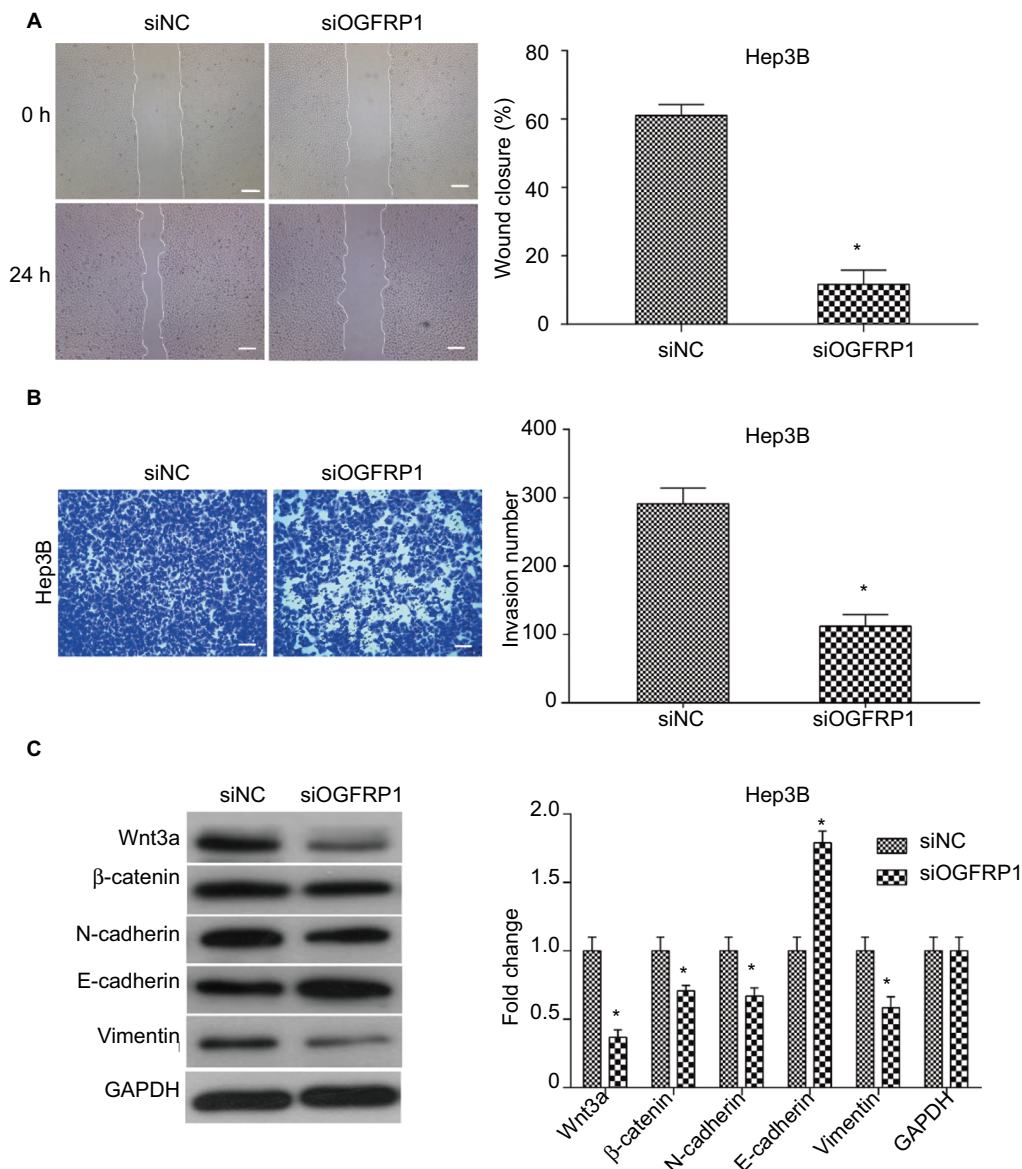 A
siNC siOGFRP1
0 h
24 h
Hep3B
Wound closure (%)
80
60
40
20
0
*
siNC siOGFRP1
B
siNC siOGFRP1
Hep3B
Hep3B
Invasion number
400
300
200
100
0
*
siNC siOGFRP1
C
siNC siOGFRP1
Wnt3a
β-catenin
N-cadherin
E-cadherin
Vimentin
GAPDH
Hep3B
Fold change
2.0
1.5
1.0
0.5
0
siNC
siOGFRP1
* * * * *
Wnt3a
β-catenin
N-cadherin
E-cadherin
Vimentin
GAPDH